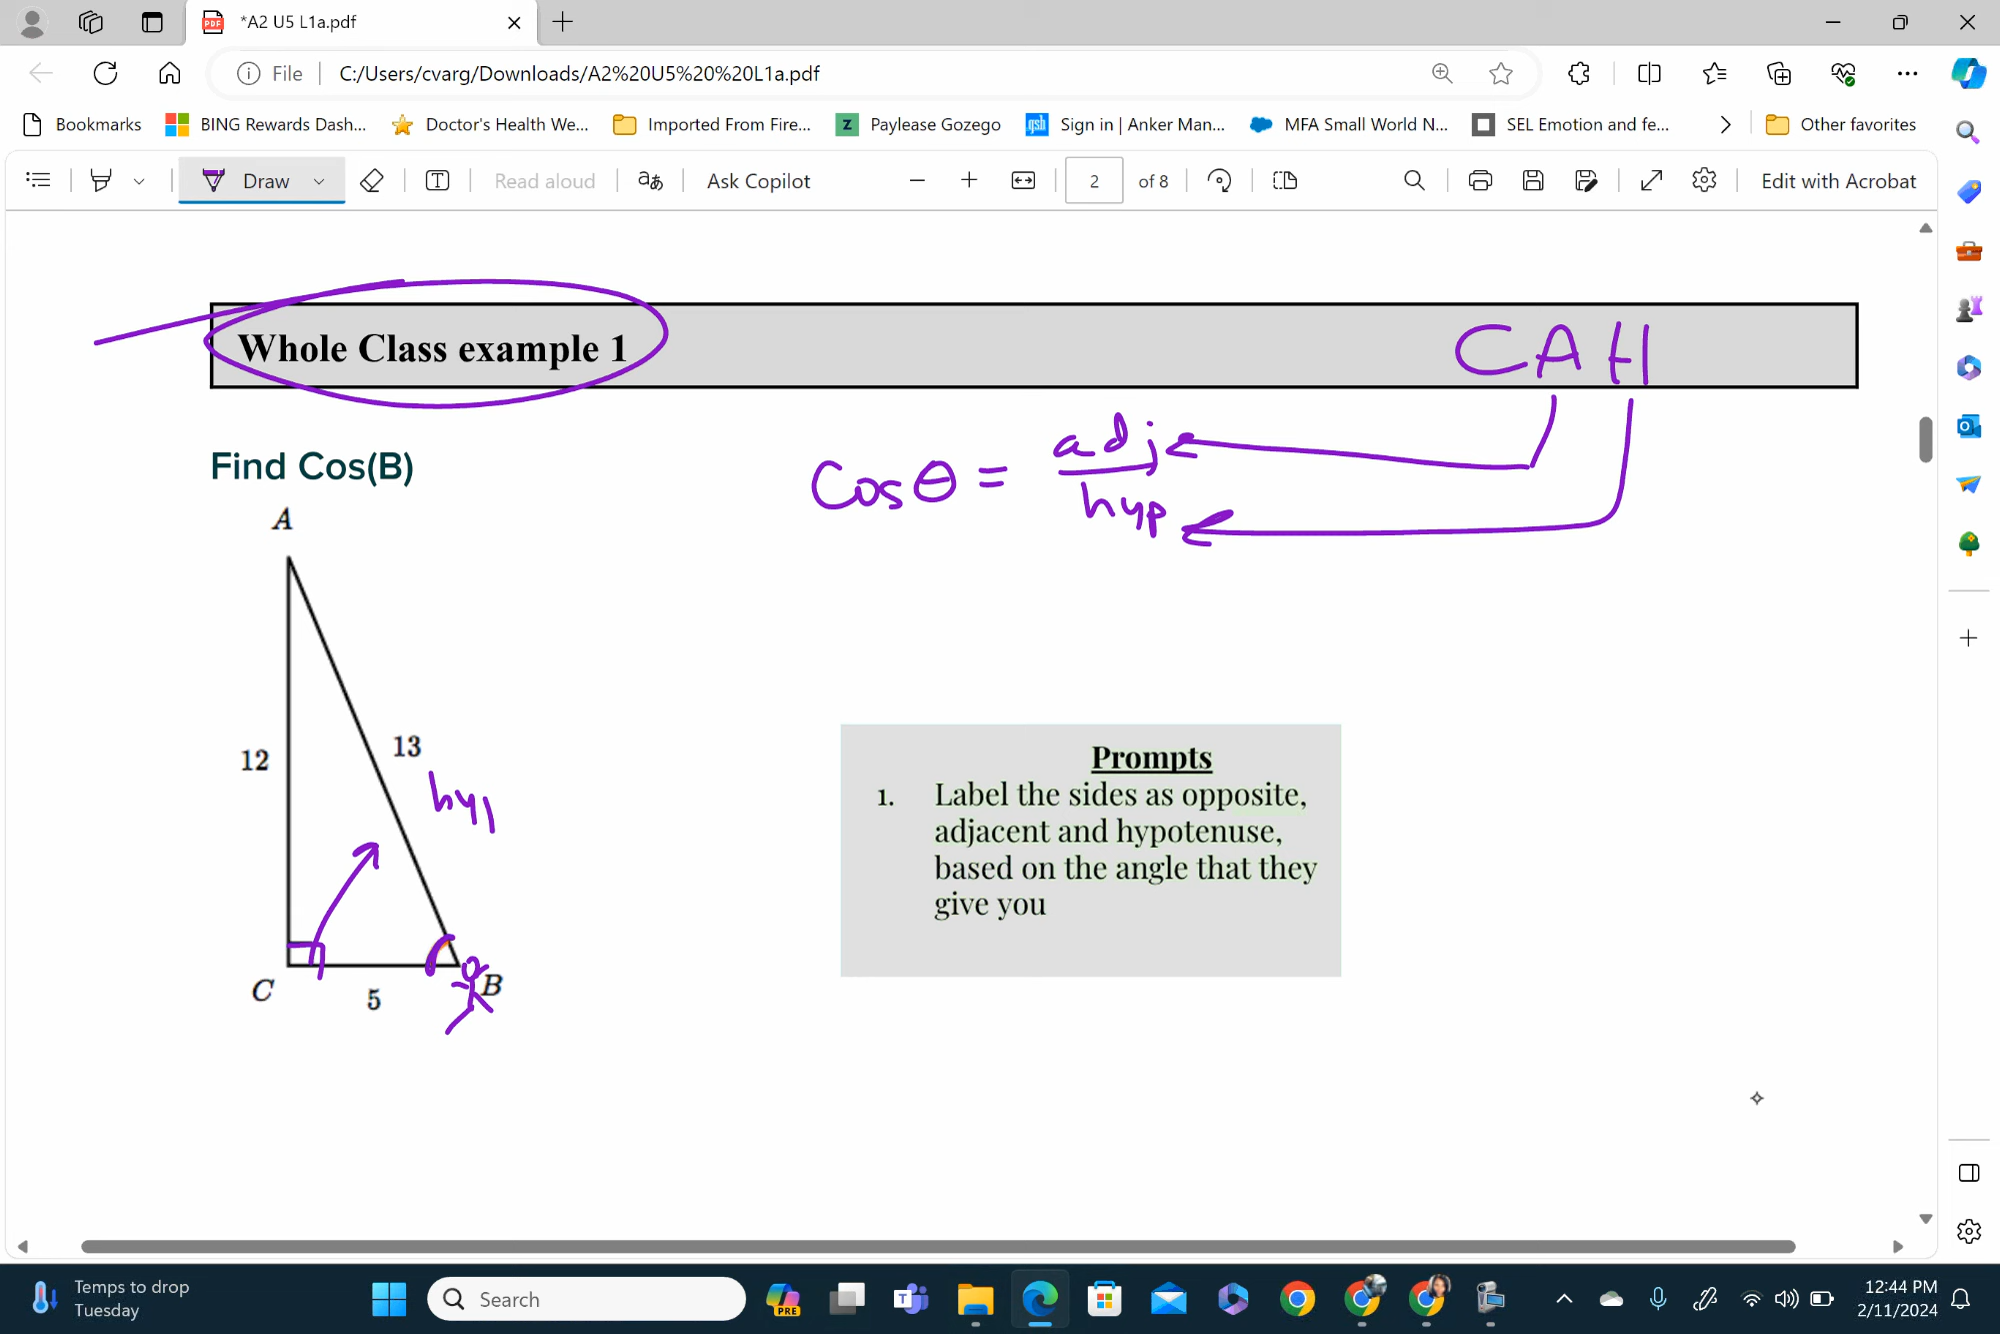 *A2 U5 L1a.pdf
File
C:/Users/cvarg/Downloads/A2%20U5%20%20L1a.pdf
Bookmarks
BING Rewards Dash...
Doctor's Health We...
Imported From Fire...
Paylease Gozego
Sign in | Anker Man...
MFA Small World N...
SEL Emotion and fe...
Other favorites
Draw
Read aloud
Ask Copilot
2
of 8
Edit with Acrobat
Whole Class example 1
CAH
Find Cos(B)
Cos θ = adj
hyp
A
12
13
hyp
C
5
B
Prompts
1. Label the sides as opposite,
adjacent and hypotenuse,
based on the angle that they
give you
Temps to drop
Tuesday
Search
PRE
12:44 PM
2/11/2024